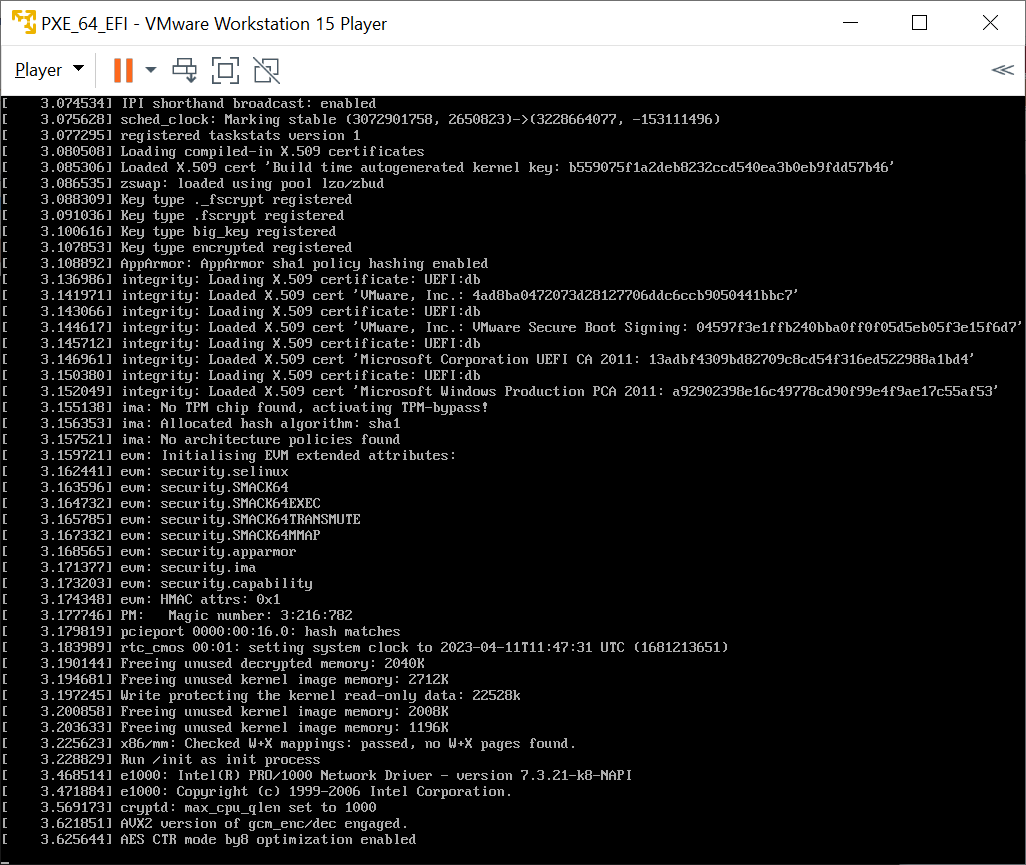 PXE_64_EFI - VMware Workstation 15 Player
Player
[    3.074534] IPI shorthand broadcast: enabled
[    3.075628] sched_clock: Marking stable (3072901758, 2650823)->(3228664077, -153111496)
[    3.077295] registered taskstats version 1
[    3.080508] Loading compiled-in X.509 certificates
[    3.085306] Loaded X.509 cert 'Build time autogenerated kernel key: b559075f1a2deb8232ccd540ea3b0eb9fdd57b46'
[    3.086535] zswap: loaded using pool lzo/zbud
[    3.088309] Key type ._fscrypt registered
[    3.091036] Key type .fscrypt registered
[    3.100616] Key type big_key registered
[    3.107853] Key type encrypted registered
[    3.108892] AppArmor: AppArmor sha1 policy hashing enabled
[    3.136986] integrity: Loading X.509 certificate: UEFI:db
[    3.141971] integrity: Loaded X.509 cert 'VMware, Inc.: 4ad8ba0472073d28127706ddc6ccb9050441bbc7'
[    3.143066] integrity: Loading X.509 certificate: UEFI:db
[    3.144617] integrity: Loaded X.509 cert 'VMware, Inc.: VMware Secure Boot Signing: 04597f3e1ffb240bba0ff0f05d5eb05f3e15f6d7'
[    3.145712] integrity: Loading X.509 certificate: UEFI:db
[    3.146961] integrity: Loaded X.509 cert 'Microsoft Corporation UEFI CA 2011: 13adbf4309bd82709c8cd54f316ed522988a1bd4'
[    3.150380] integrity: Loading X.509 certificate: UEFI:db
[    3.152049] integrity: Loaded X.509 cert 'Microsoft Windows Production PCA 2011: a92902398e16c49778cd90f99e4f9ae17c55af53'
[    3.155138] ima: No TPM chip found, activating TPM-bypass!
[    3.156353] ima: Allocated hash algorithm: sha1
[    3.157521] ima: No architecture policies found
[    3.159721] evm: Initialising EVM extended attributes:
[    3.162441] evm: security.selinux
[    3.163596] evm: security.SMACK64
[    3.164732] evm: security.SMACK64EXEC
[    3.165785] evm: security.SMACK64TRANSMUTE
[    3.167332] evm: security.SMACK64MMAP
[    3.168565] evm: security.apparmor
[    3.171377] evm: security.ima
[    3.173203] evm: security.capability
[    3.174348] evm: HMAC attrs: 0x1
[    3.177746] PM:   Magic number: 3:216:782
[    3.179819] pcieport 0000:00:16.0: hash matches
[    3.183989] rtc_cmos 00:01: setting system clock to 2023-04-11T11:47:31 UTC (1681213651)
[    3.190144] Freeing unused decrypted memory: 2040K
[    3.194681] Freeing unused kernel image memory: 2712K
[    3.197245] Write protecting the kernel read-only data: 22528k
[    3.200858] Freeing unused kernel image memory: 2008K
[    3.203633] Freeing unused kernel image memory: 1196K
[    3.225623] x86/mm: Checked W+X mappings: passed, no W+X pages found.
[    3.228829] Run /init as init process
[    3.468514] e1000: Intel(R) PRO/1000 Network Driver - version 7.3.21-k8-NAPI
[    3.471884] e1000: Copyright (c) 1999-2006 Intel Corporation.
[    3.569173] cryptd: max_cpu_qlen set to 1000
[    3.621851] AVX2 version of gcm_enc/dec engaged.
[    3.625644] AES CTR mode by8 optimization enabled